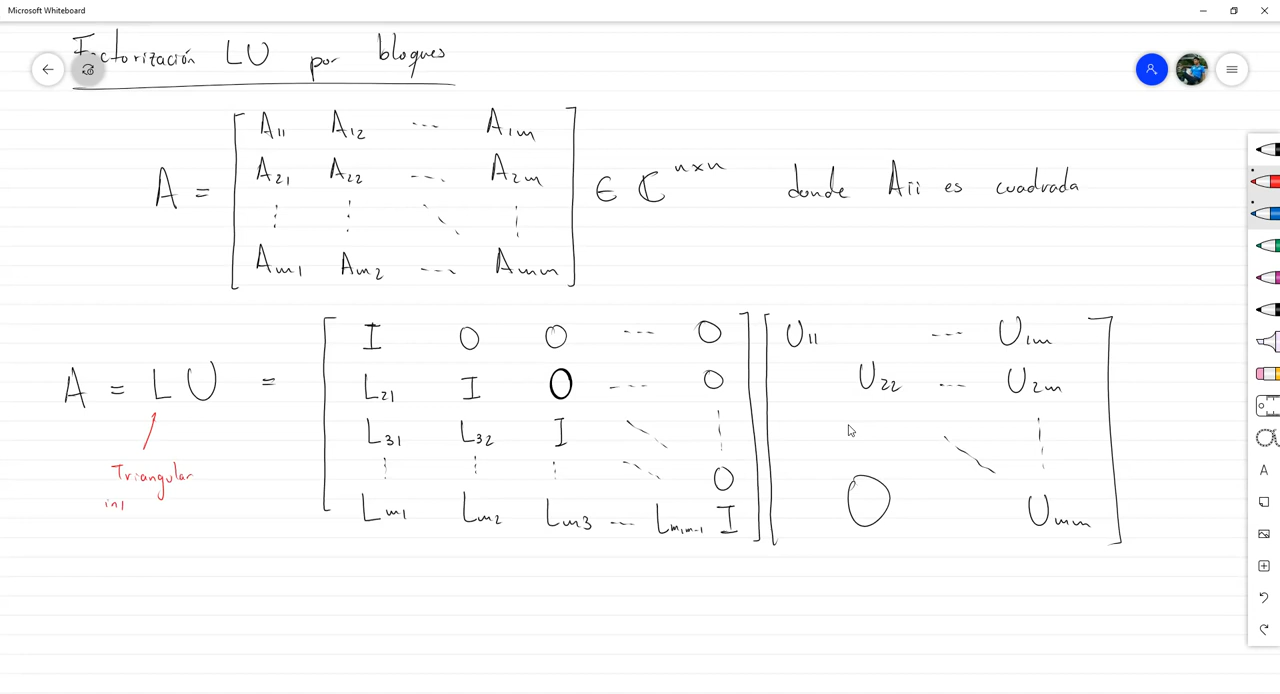 Microsoft Whiteboard
Factorización LU por bloques
A = [ A11 A12 ... A1m
A21 A22 ... A2m
⋮ ⋮ ⋱ ⋮
Am1 Am2 ... Amm ] ∈ ℂ^{n×n} donde Aii es cuadrada
A = LU = [ I 0 0 ... 0 ] [ U11 ... U1m
L21 I 0 ... 0 U22 ... U2m
L31 L32 I ⋱ ⋮ ⋱ ⋮
⋮ ⋮ ⋮ ⋱ 0 0
Lm1 Lm2 Lm3 ... Lm,m-1 I ] Umm ]
Triangular
inf
A